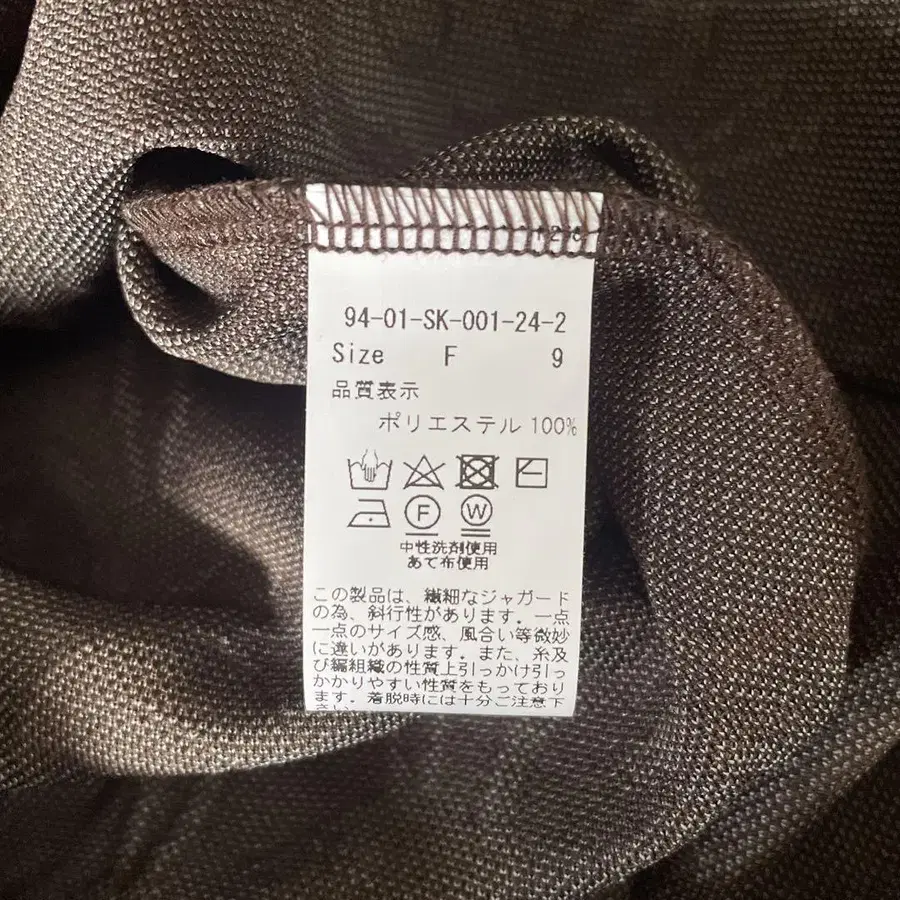 94-01-SK-001-24-2
Size F 9
品質表示
ポリエステル 100%
F W
中性洗剤使用
あて布使用
この製品は、繊細なジャガード
の為、斜行性があります。一点
一点のサイズ感、風合い等微妙
に違いがあります。また、糸及
び編組織の性質上引っかけ引っ
かかりやすい性質をもっており
ます。着脱時には十分ご注意下
さい。